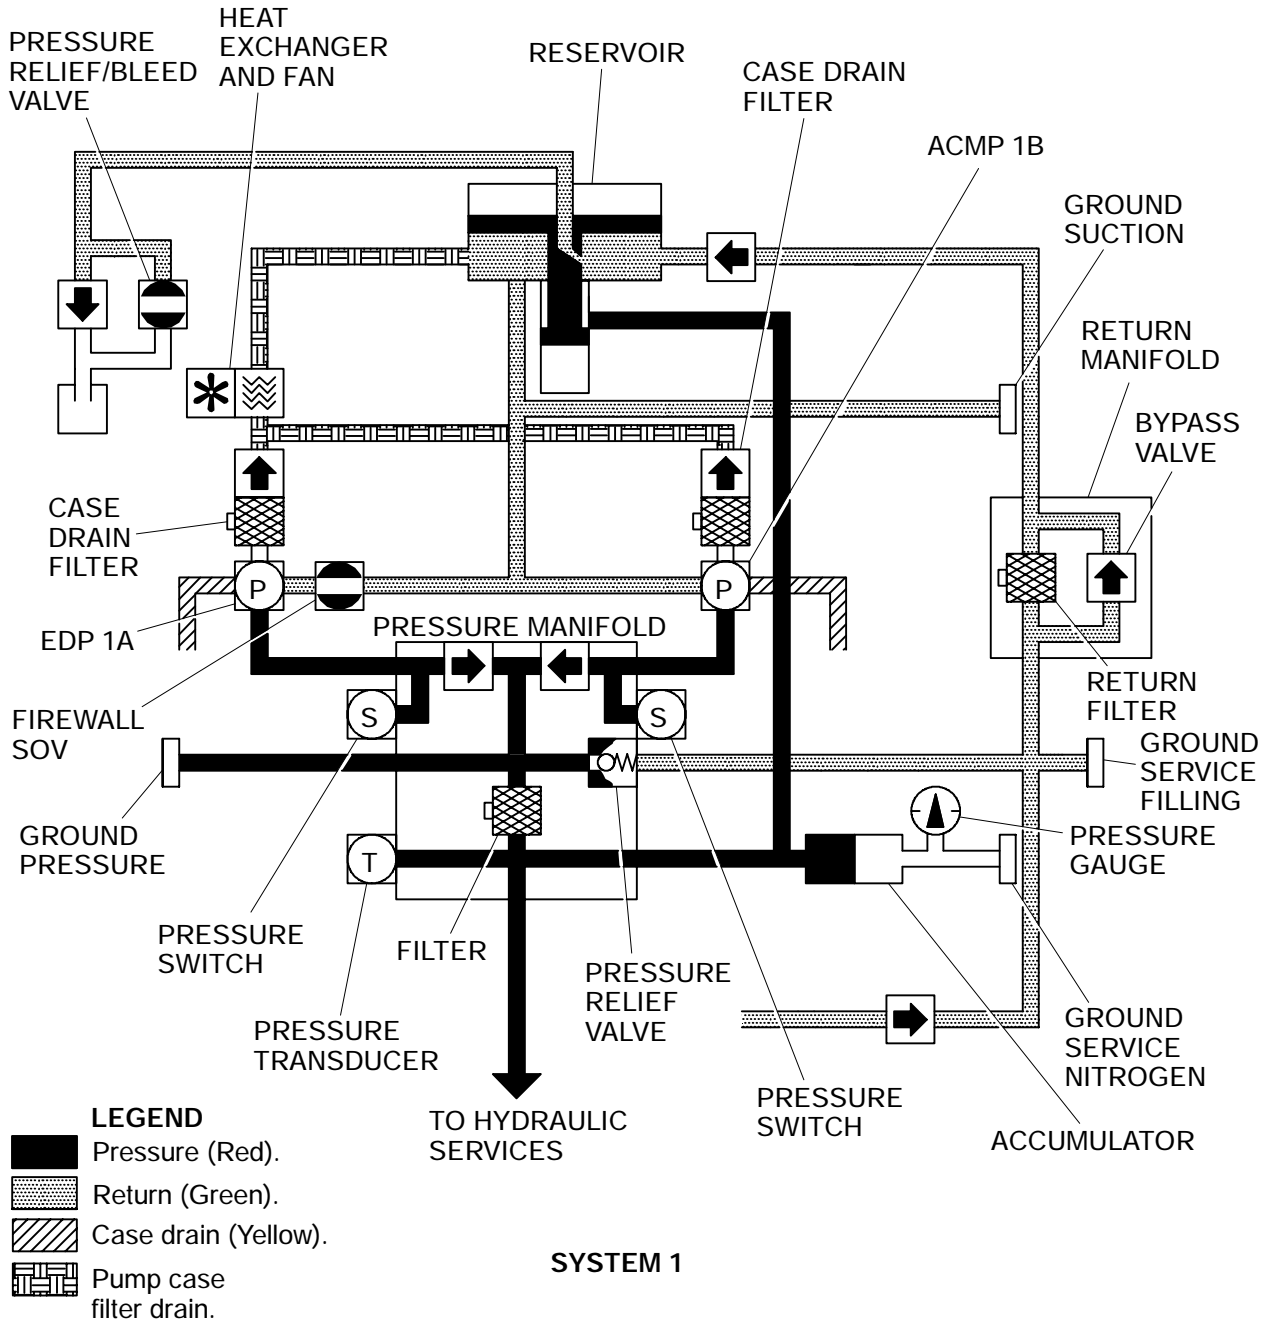 HEAT
EXCHANGER
AND FAN
PRESSURE
RELIEF/BLEED
VALVE
RESERVOIR
CASE DRAIN
FILTER
ACMP 1B
GROUND
SUCTION
RETURN
MANIFOLD
BYPASS
VALVE
CASE
DRAIN
FILTER
P
P
EDP 1A
PRESSURE MANIFOLD
FIREWALL
SOV
S
S
RETURN
FILTER
GROUND
SERVICE
FILLING
GROUND
PRESSURE
T
PRESSURE
GAUGE
PRESSURE
SWITCH
FILTER
PRESSURE
RELIEF
VALVE
PRESSURE
TRANSDUCER
GROUND
SERVICE
NITROGEN
PRESSURE
SWITCH
ACCUMULATOR
TO HYDRAULIC
SERVICES
LEGEND
Pressure (Red).
Return (Green).
Case drain (Yellow).
Pump case
filter drain.
SYSTEM 1